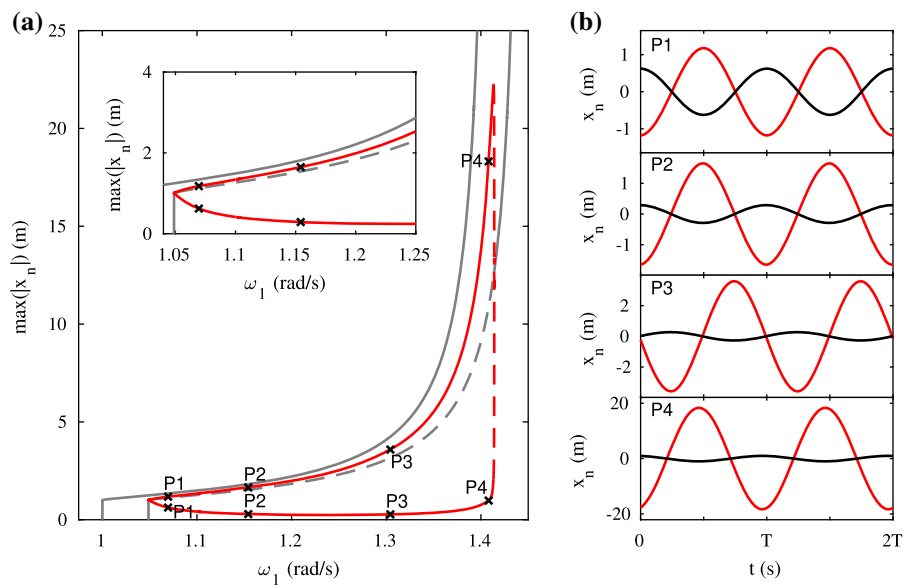 (a)
(b)
max(|x_n|) (m)
25
20
15
10
5
0
1
1.1
1.2
1.3
1.4
ω_1 (rad/s)
max(|x_n|) (m)
4
2
0
1.05
1.1
1.15
1.2
1.25
ω_1 (rad/s)
P1
P1
P2
P2
P3
P3
P4
P4
P1
x_n (m)
1
0
-1
P2
x_n (m)
1
0
-1
P3
x_n (m)
2
0
-2
P4
x_n (m)
20
0
-20
0
T
2T
t (s)